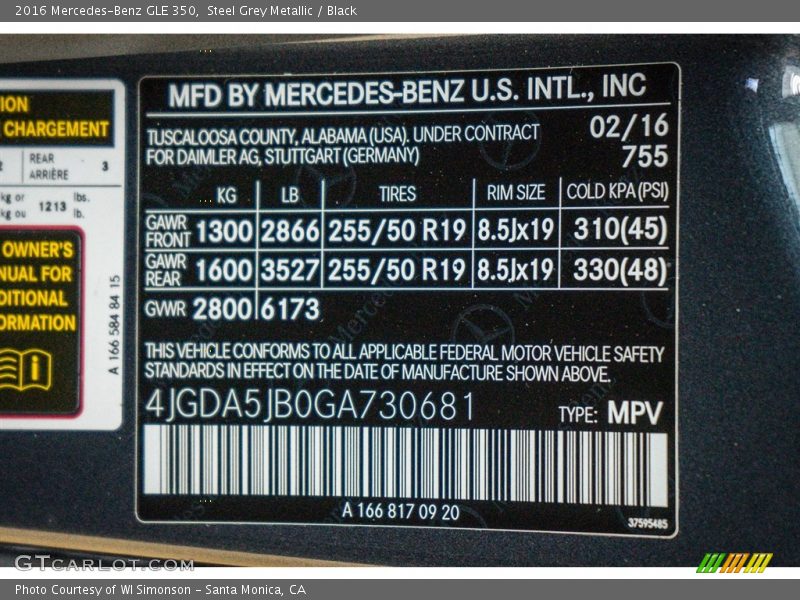 2016 Mercedes-Benz GLE 350, Steel Grey Metallic / Black
ION
CHARGEMENT
REAR
ARRIÈRE 3
kg or
kg ou 1213 lbs.
lb.
OWNER'S
NUAL FOR
DITIONAL
ORMATION
A 166 584 84 15
MFD BY MERCEDES-BENZ U.S. INTL., INC
TUSCALOOSA COUNTY, ALABAMA (USA). UNDER CONTRACT 02/16
FOR DAIMLER AG, STUTTGART (GERMANY) 755
KG LB TIRES RIM SIZE COLD KPA (PSI)
GAWR FRONT 1300 2866 255/50 R19 8.5Jx19 310(45)
GAWR REAR 1600 3527 255/50 R19 8.5Jx19 330(48)
GWR 2800 6173
THIS VEHICLE CONFORMS TO ALL APPLICABLE FEDERAL MOTOR VEHICLE SAFETY
STANDARDS IN EFFECT ON THE DATE OF MANUFACTURE SHOWN ABOVE.
4JGDA5JB0GA730681 TYPE: MPV
A 166 817 09 20
37595485
GTcarlot.com
Photo Courtesy of WI Simonson - Santa Monica, CA